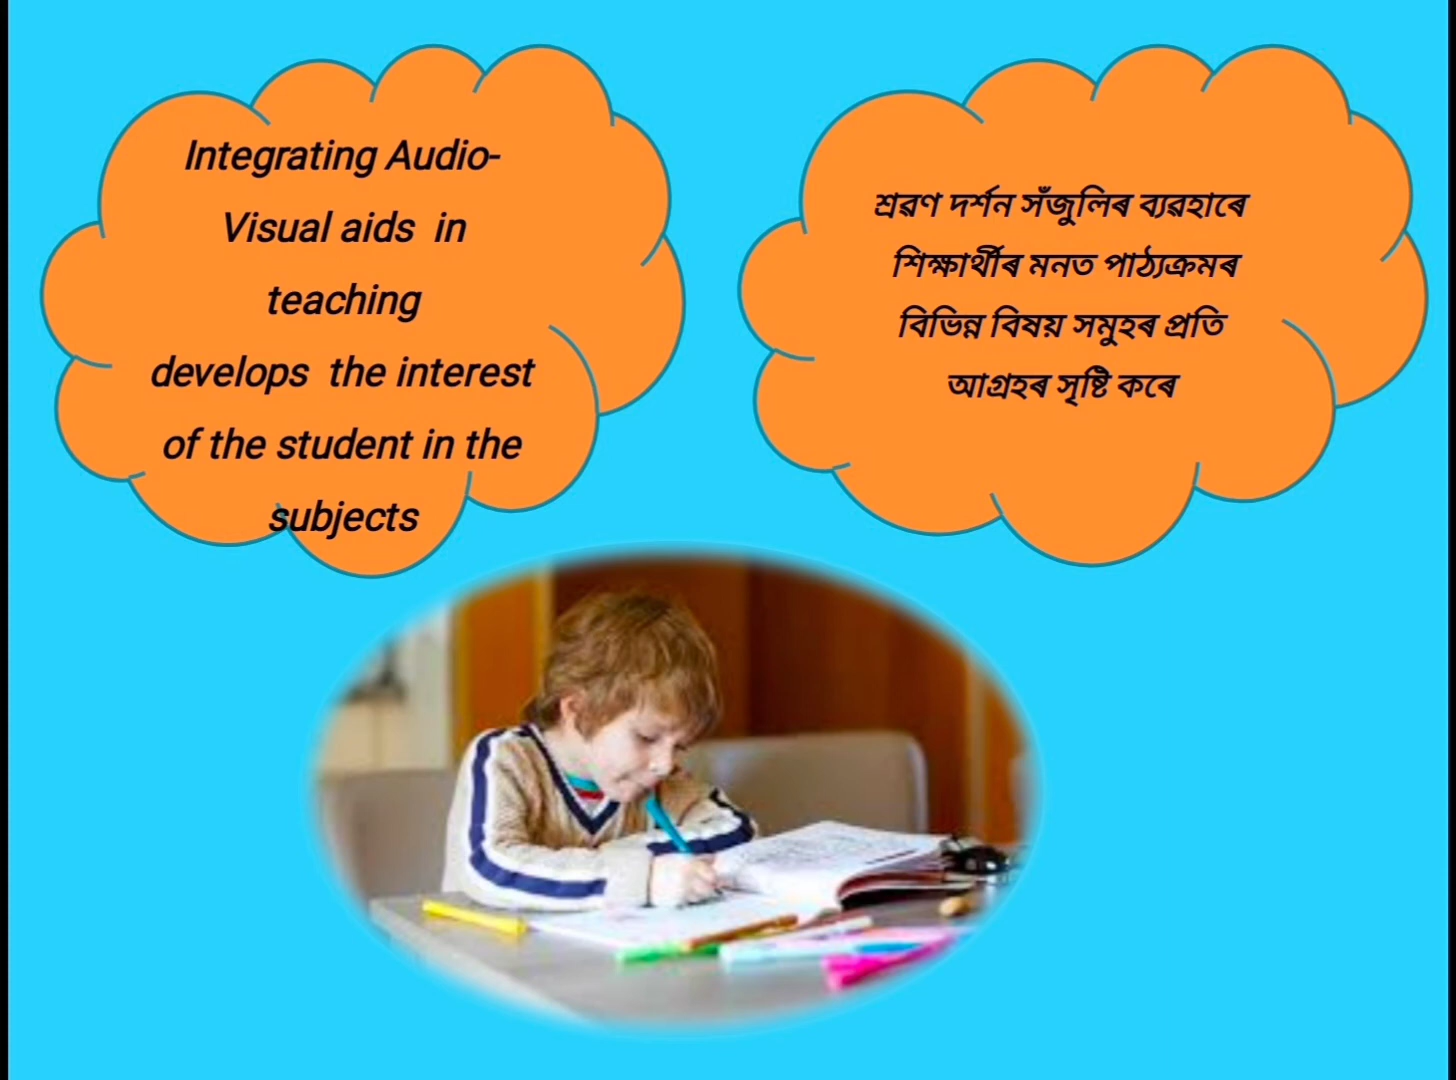 Integrating Audio-
Visual aids in
teaching
develops the interest
of the student in the
subjects
শ্ৰৱণ দৰ্শন সঁজুলিৰ ব্যৱহাৰে
শিক্ষাৰ্থীৰ মনত পাঠ্যক্ৰমৰ
বিভিন্ন বিষয় সমুহৰ প্ৰতি
আগ্ৰহৰ সৃষ্টি কৰে